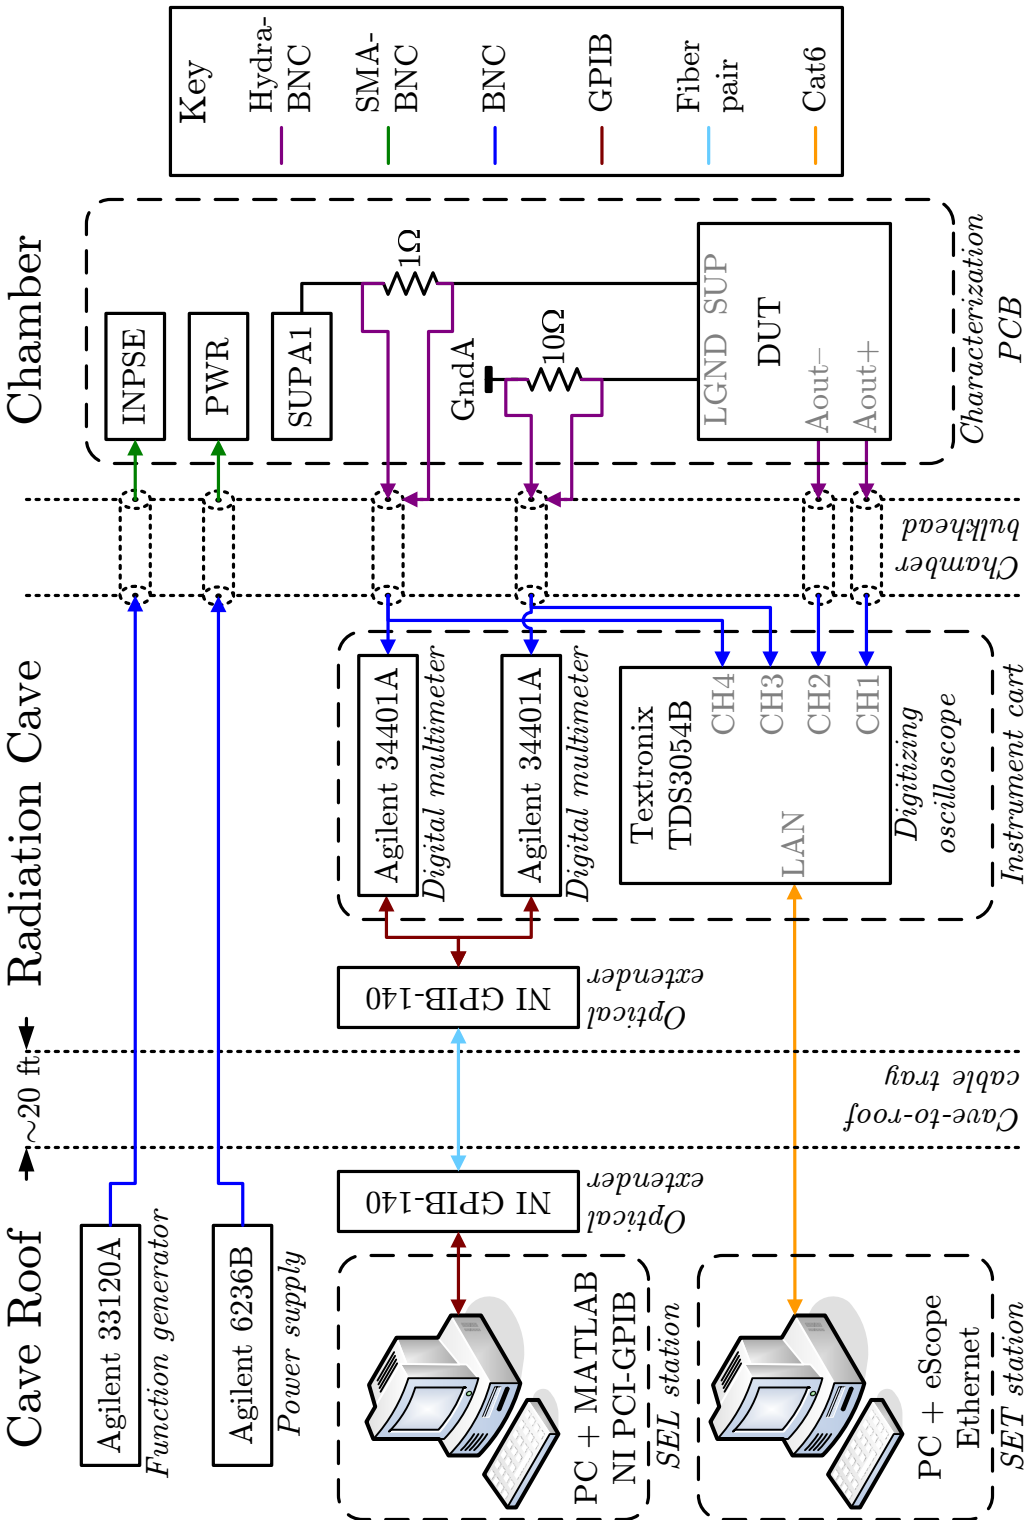 Cave Roof
~20 ft
Radiation Cave
Chamber
Agilent 33120A
Function generator
Agilent 6236B
Power supply
PC + MATLAB
NI PCI-GPIB
SEL station
PC + eScope
Ethernet
SET station
NI GPIB-140
Optical
extender
Cave-to-roof
cable tray
NI GPIB-140
Optical
extender
Agilent 34401A
Digital multimeter
Agilent 34401A
Digital multimeter
Textronix
TDS3054B
LAN
CH4
CH3
CH2
CH1
Digitizing
oscilloscope
Instrument cart
Chamber
bulkhead
INPSE
PWR
SUPA1
1Ω
GndA
10Ω
LGND SUP
DUT
Aout−
Aout+
Characterization
PCB
Key
Hydra-
BNC
SMA-
BNC
BNC
GPIB
Fiber
pair
Cat6